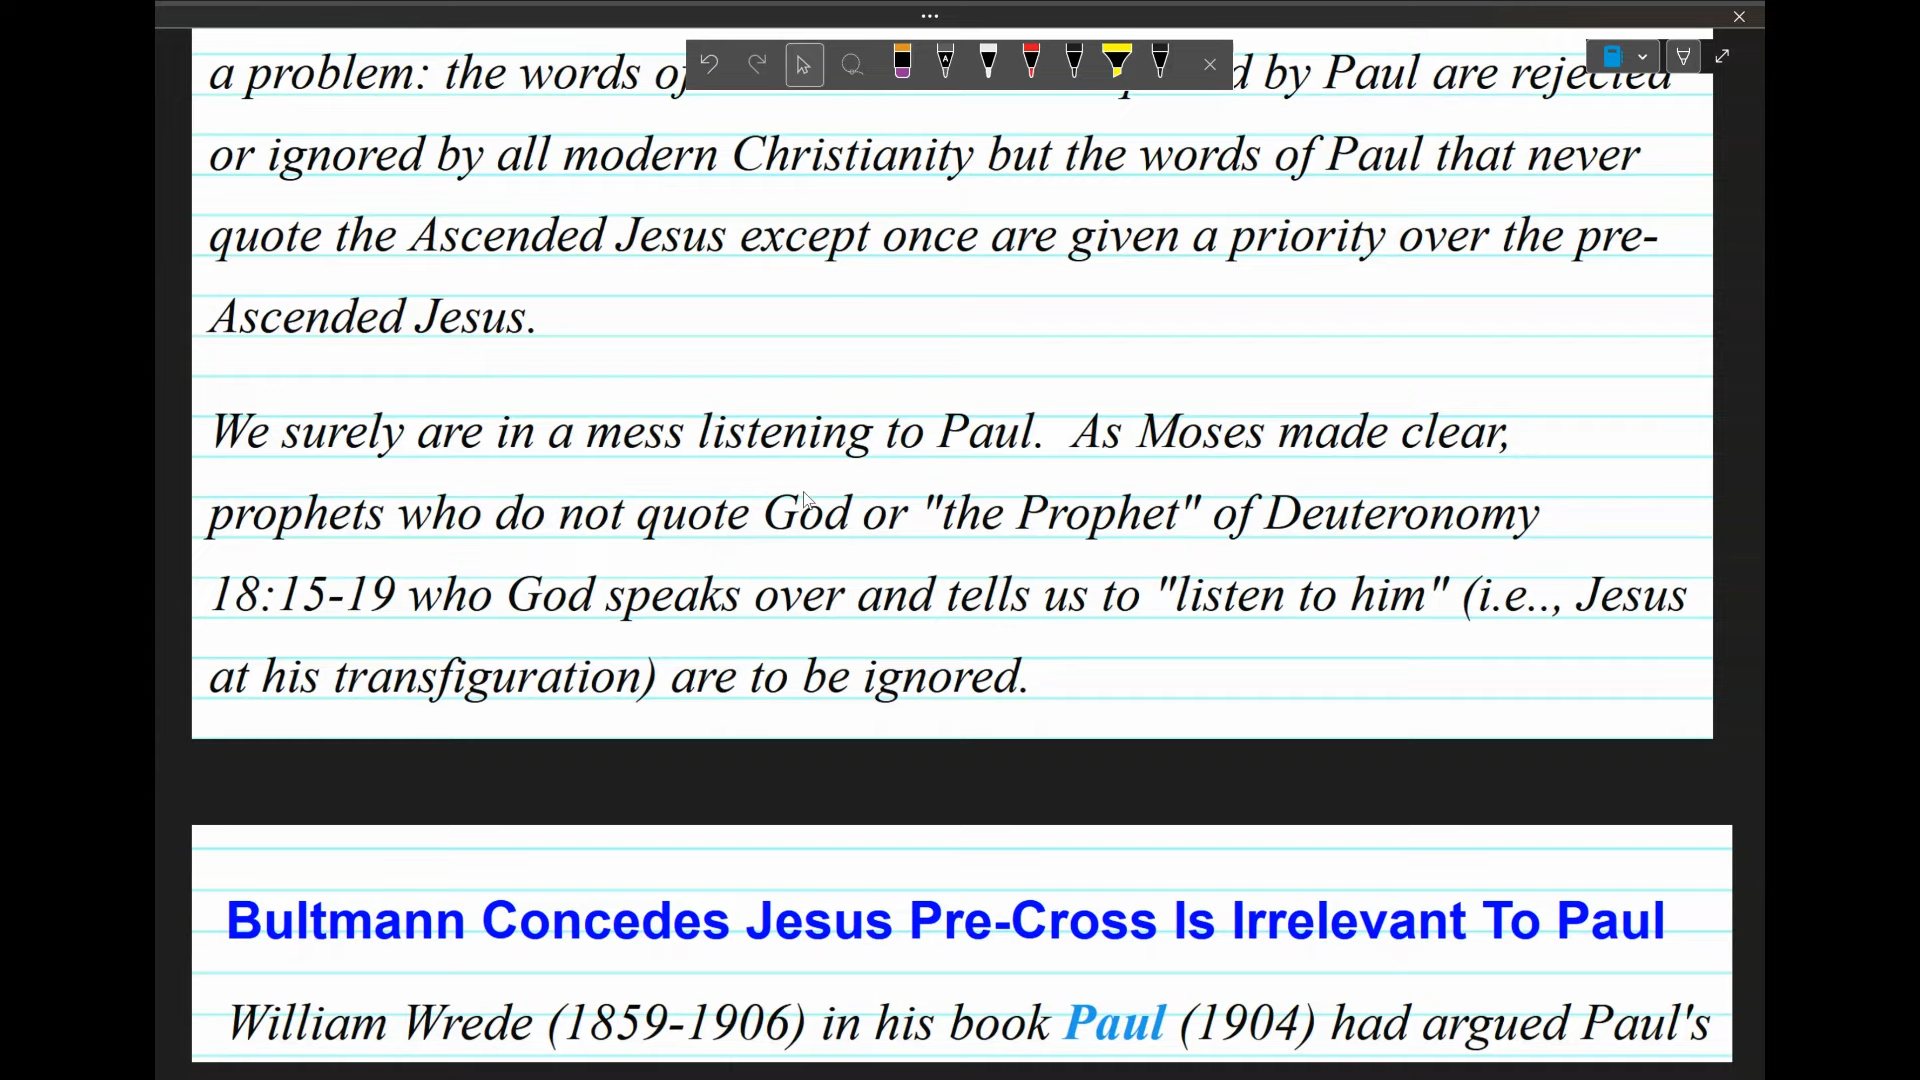 a problem: the words of by Paul are rejected
or ignored by all modern Christianity but the words of Paul that never
quote the Ascended Jesus except once are given a priority over the pre-
Ascended Jesus.
We surely are in a mess listening to Paul. As Moses made clear,
prophets who do not quote God or "the Prophet" of Deuteronomy
18:15-19 who God speaks over and tells us to "listen to him" (i.e.., Jesus
at his transfiguration) are to be ignored.
Bultmann Concedes Jesus Pre-Cross Is Irrelevant To Paul
William Wrede (1859-1906) in his book Paul (1904) had argued Paul's